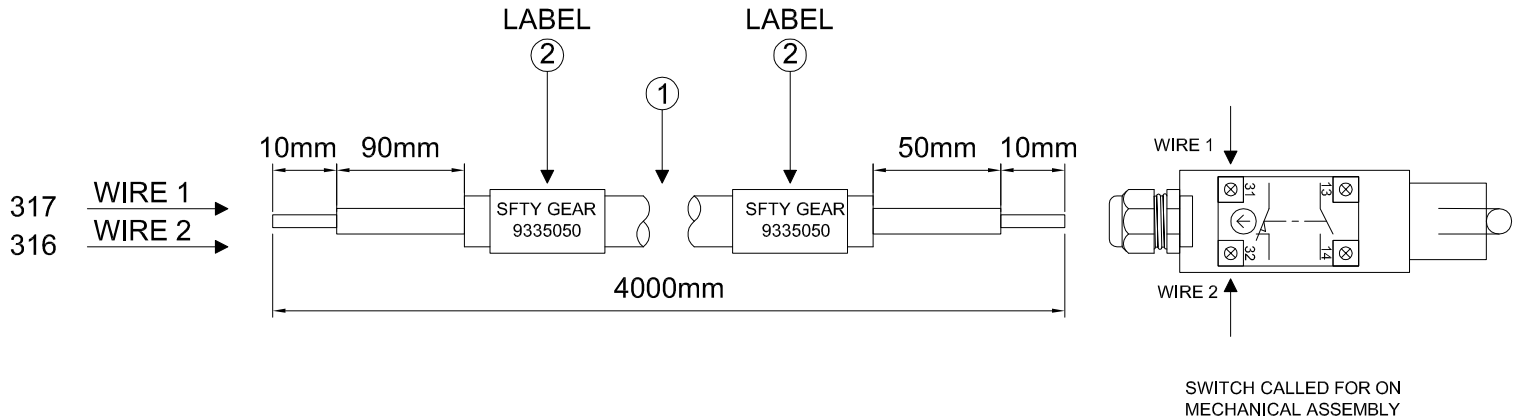 LABEL
2
LABEL
2
1
10mm
90mm
50mm
10mm
317
WIRE 1
316
WIRE 2
SFTY GEAR
9335050
SFTY GEAR
9335050
4000mm
WIRE 1
31
13
32
14
WIRE 2
SWITCH CALLED FOR ON
MECHANICAL ASSEMBLY